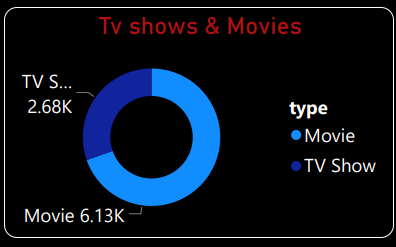 Tv shows & Movies
TV S...
2.68K
type
Movie
TV Show
Movie 6.13K